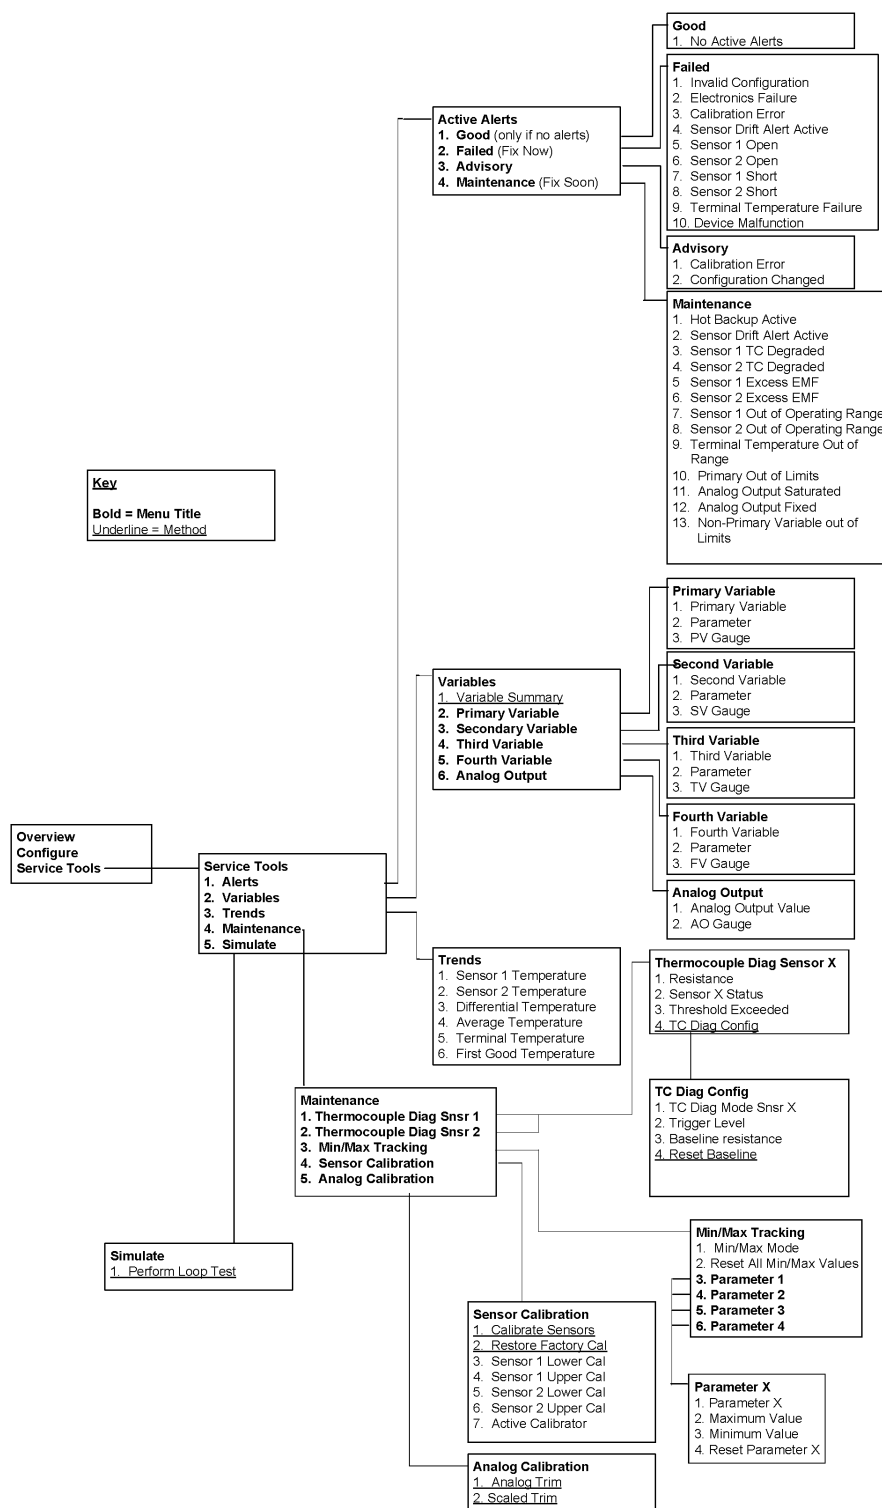 Good
1. No Active Alerts
Failed
1. Invalid Configuration
2. Electronics Failure
3. Calibration Error
4. Sensor Drift Alert Active
5. Sensor 1 Open
6. Sensor 2 Open
7. Sensor 1 Short
8. Sensor 2 Short
9. Terminal Temperature Failure
10. Device Malfunction
Active Alerts
1. Good (only if no alerts)
2. Failed (Fix Now)
3. Advisory
4. Maintenance (Fix Soon)
Advisory
1. Calibration Error
2. Configuration Changed
Maintenance
1. Hot Backup Active
2. Sensor Drift Alert Active
3. Sensor 1 TC Degraded
4. Sensor 2 TC Degraded
5 Sensor 1 Excess EMF
6. Sensor 2 Excess EMF
7. Sensor 1 Out of Operating Range
8. Sensor 2 Out of Operating Range
9. Terminal Temperature Out of
Range
10. Primary Out of Limits
11. Analog Output Saturated
12. Analog Output Fixed
13. Non-Primary Variable out of
Limits
Key
Bold = Menu Title
Underline = Method
Primary Variable
1. Primary Variable
2. Parameter
3. PV Gauge
Second Variable
1. Second Variable
2. Parameter
3. SV Gauge
Variables
1. Variable Summary
2. Primary Variable
3. Secondary Variable
4. Third Variable
5. Fourth Variable
6. Analog Output
Third Variable
1. Third Variable
2. Parameter
3. TV Gauge
Fourth Variable
1. Fourth Variable
2. Parameter
3. FV Gauge
Analog Output
1. Analog Output Value
2. AO Gauge
Overview
Configure
Service Tools
Service Tools
1. Alerts
2. Variables
3. Trends
4. Maintenance
5. Simulate
Trends
1. Sensor 1 Temperature
2. Sensor 2 Temperature
3. Differential Temperature
4. Average Temperature
5. Terminal Temperature
6. First Good Temperature
Thermocouple Diag Sensor X
1. Resistance
2. Sensor X Status
3. Threshold Exceeded
4. TC Diag Config
TC Diag Config
1. TC Diag Mode Snsr X
2. Trigger Level
3. Baseline resistance
4. Reset Baseline
Maintenance
1. Thermocouple Diag Snsr 1
2. Thermocouple Diag Snsr 2
3. Min/Max Tracking
4. Sensor Calibration
5. Analog Calibration
Simulate
1. Perform Loop Test
Min/Max Tracking
1. Min/Max Mode
2. Reset All Min/Max Values
3. Parameter 1
4. Parameter 2
5. Parameter 3
6. Parameter 4
Sensor Calibration
1. Calibrate Sensors
2. Restore Factory Cal
3. Sensor 1 Lower Cal
4. Sensor 1 Upper Cal
5. Sensor 2 Lower Cal
6. Sensor 2 Upper Cal
7. Active Calibrator
Parameter X
1. Parameter X
2. Maximum Value
3. Minimum Value
4. Reset Parameter X
Analog Calibration
1. Analog Trim
2. Scaled Trim